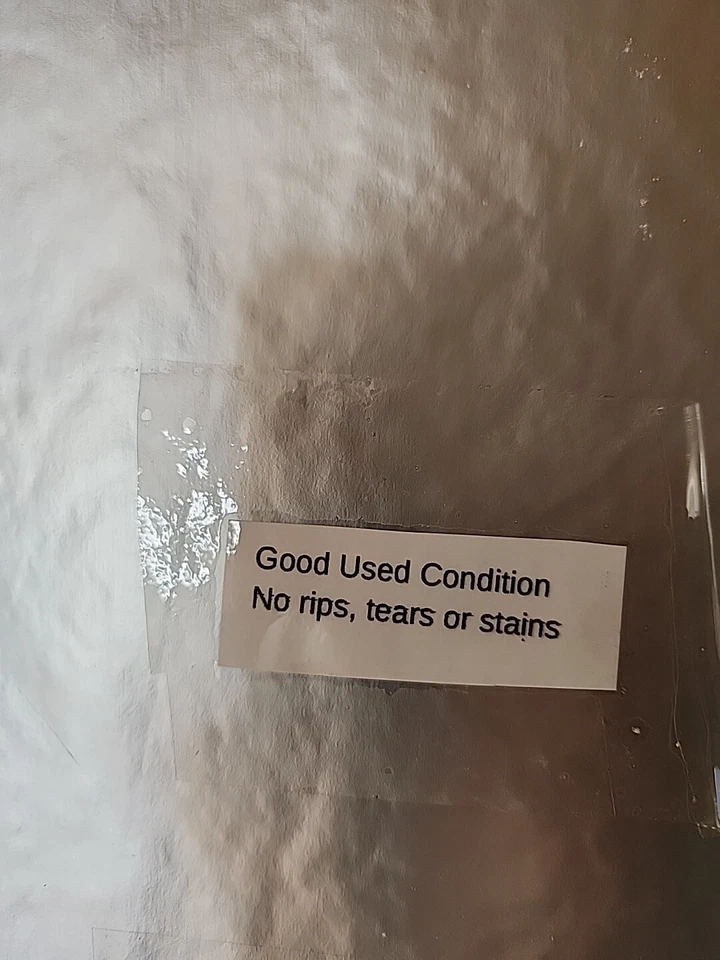 Good Used Condition
No rips, tears or stains